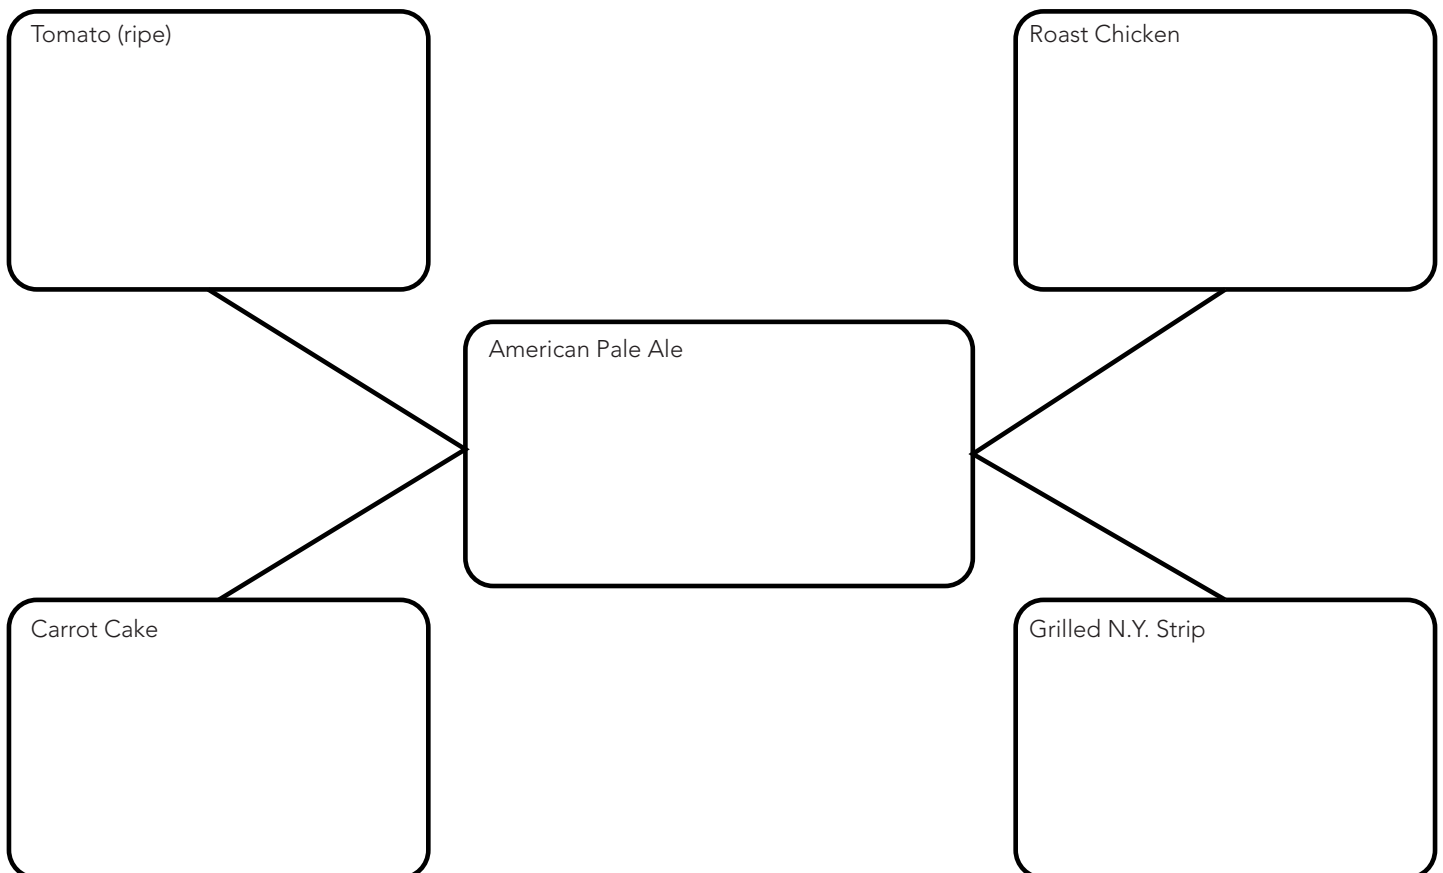 Tomato (ripe)
Roast Chicken
American Pale Ale
Carrot Cake
Grilled N.Y. Strip